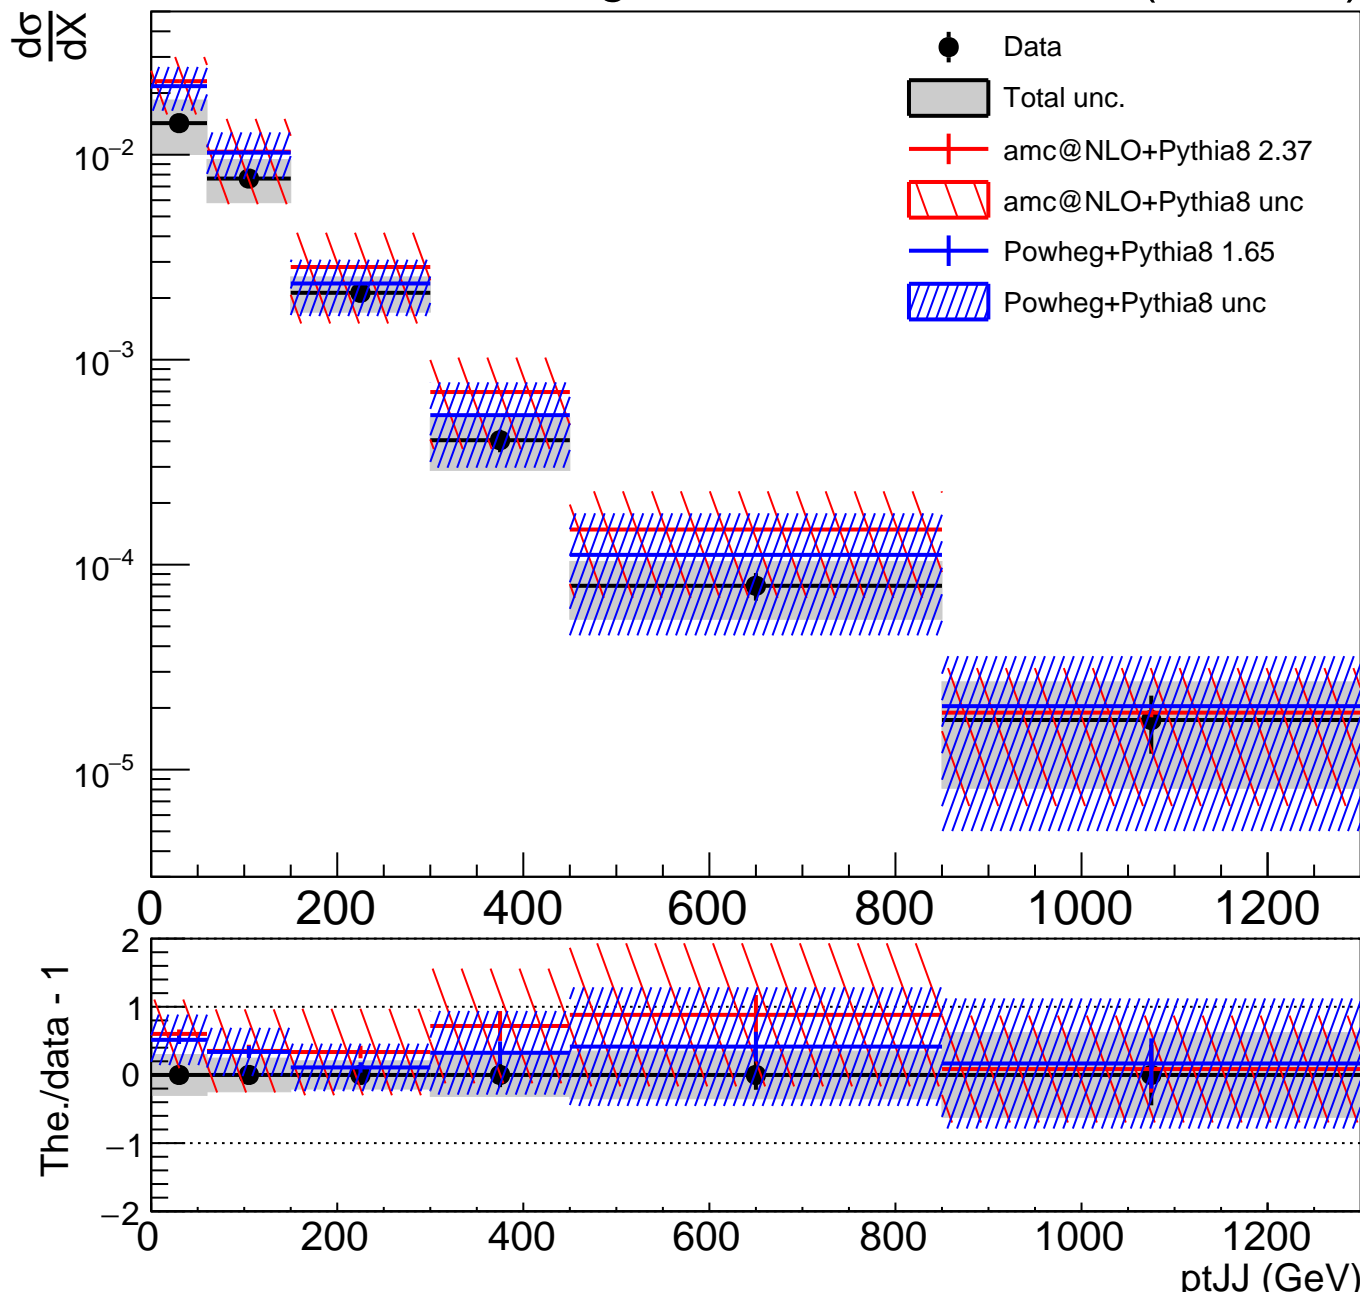 dσ
dX
Data
Total unc.
amc@NLO+Pythia8 2.37
amc@NLO+Pythia8 unc
Powheg+Pythia8 1.65
Powheg+Pythia8 unc
10⁻²
10⁻³
10⁻⁴
10⁻⁵
0 200 400 600 800 1000 1200
The./data - 1
2
1
0
−1
−2
0 200 400 600 800 1000 1200
ptJJ (GeV)